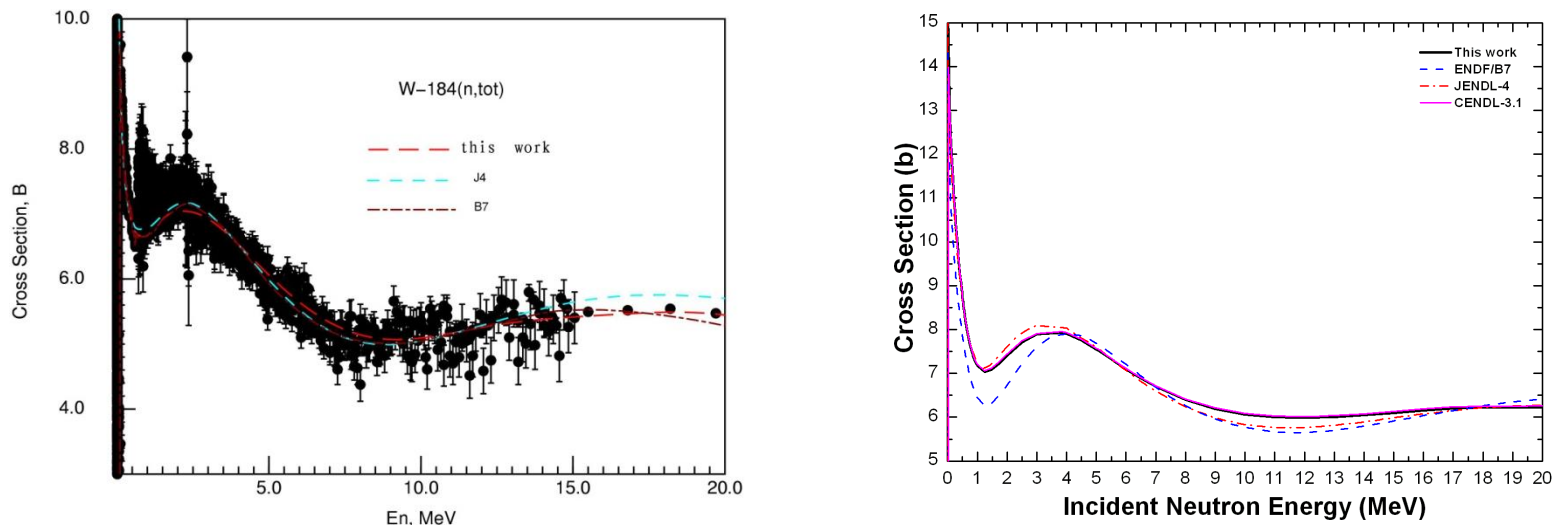 10.0
8.0
6.0
4.0
Cross Section, B
W-184(n,tot)
this work
J4
B7
5.0
10.0
15.0
20.0
En, MeV
15
14
13
12
11
10
9
8
7
6
5
Cross Section (b)
This work
ENDF/B7
JENDL-4
CENDL-3.1
0 1 2 3 4 5 6 7 8 9 10 11 12 13 14 15 16 17 18 19 20
Incident Neutron Energy (MeV)